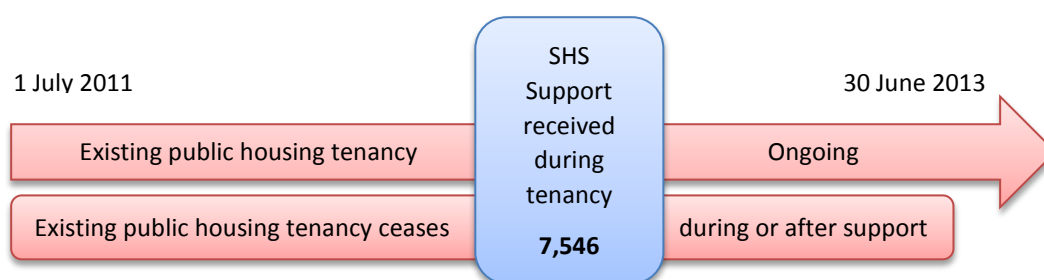 1 July 2011
30 June 2013
SHS
Support
received
during
tenancy
7,546
Existing public housing tenancy
Ongoing
Existing public housing tenancy ceases
during or after support